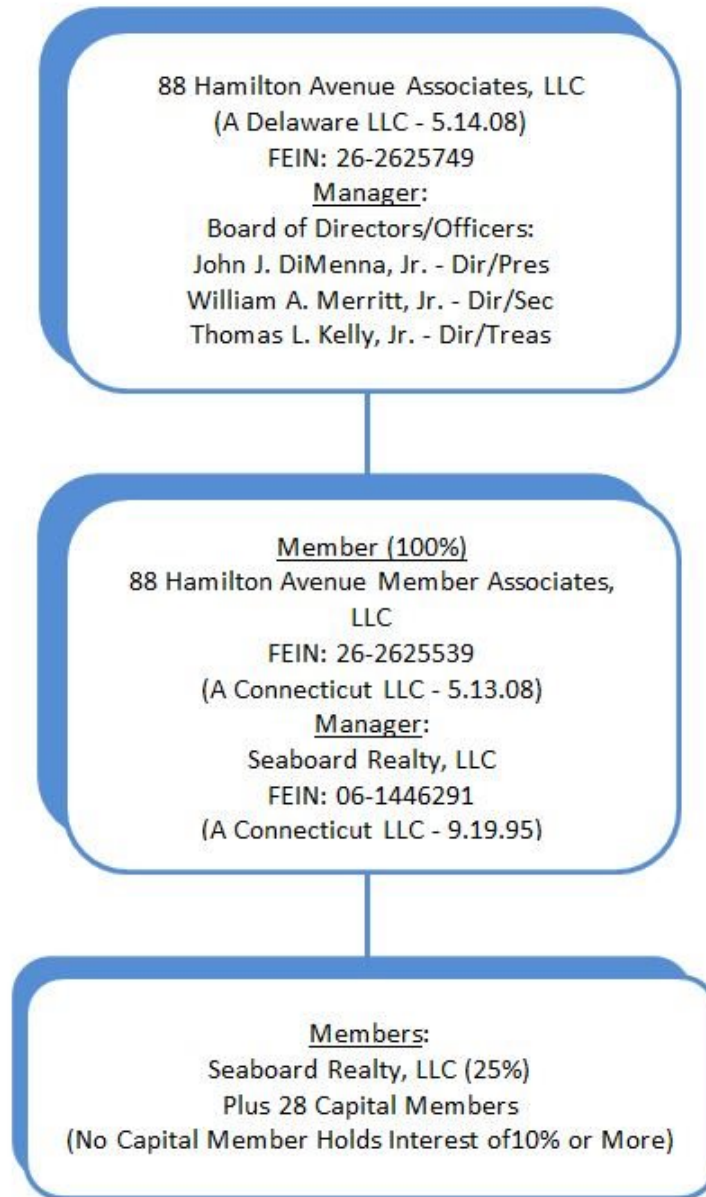 88 Hamilton Avenue Associates, LLC
(A Delaware LLC - 5.14.08)
FEIN: 26-2625749
Manager:
Board of Directors/Officers:
John J. DiMenna, Jr. - Dir/Pres
William A. Merritt, Jr. - Dir/Sec
Thomas L. Kelly, Jr. - Dir/Treas
Member (100%)
88 Hamilton Avenue Member Associates,
LLC
FEIN: 26-2625539
(A Connecticut LLC - 5.13.08)
Manager:
Seaboard Realty, LLC
FEIN: 06-1446291
(A Connecticut LLC - 9.19.95)
Members:
Seaboard Realty, LLC (25%)
Plus 28 Capital Members
(No Capital Member Holds Interest of10% or More)